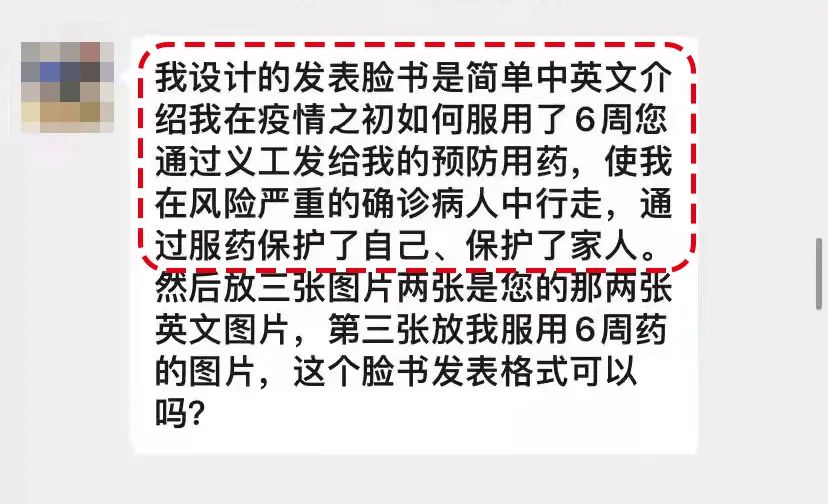 我设计的发表脸书是简单中英文介
绍我在疫情之初如何服用了6周您
通过义工发给我的预防用药，使我
在风险严重的确诊病人中行走，通
过服药保护了自己、保护了家人。
然后放三张图片两张是您的那两张
英文图片，第三张放我服用6周药
的图片，这个脸书发表格式可以
吗？